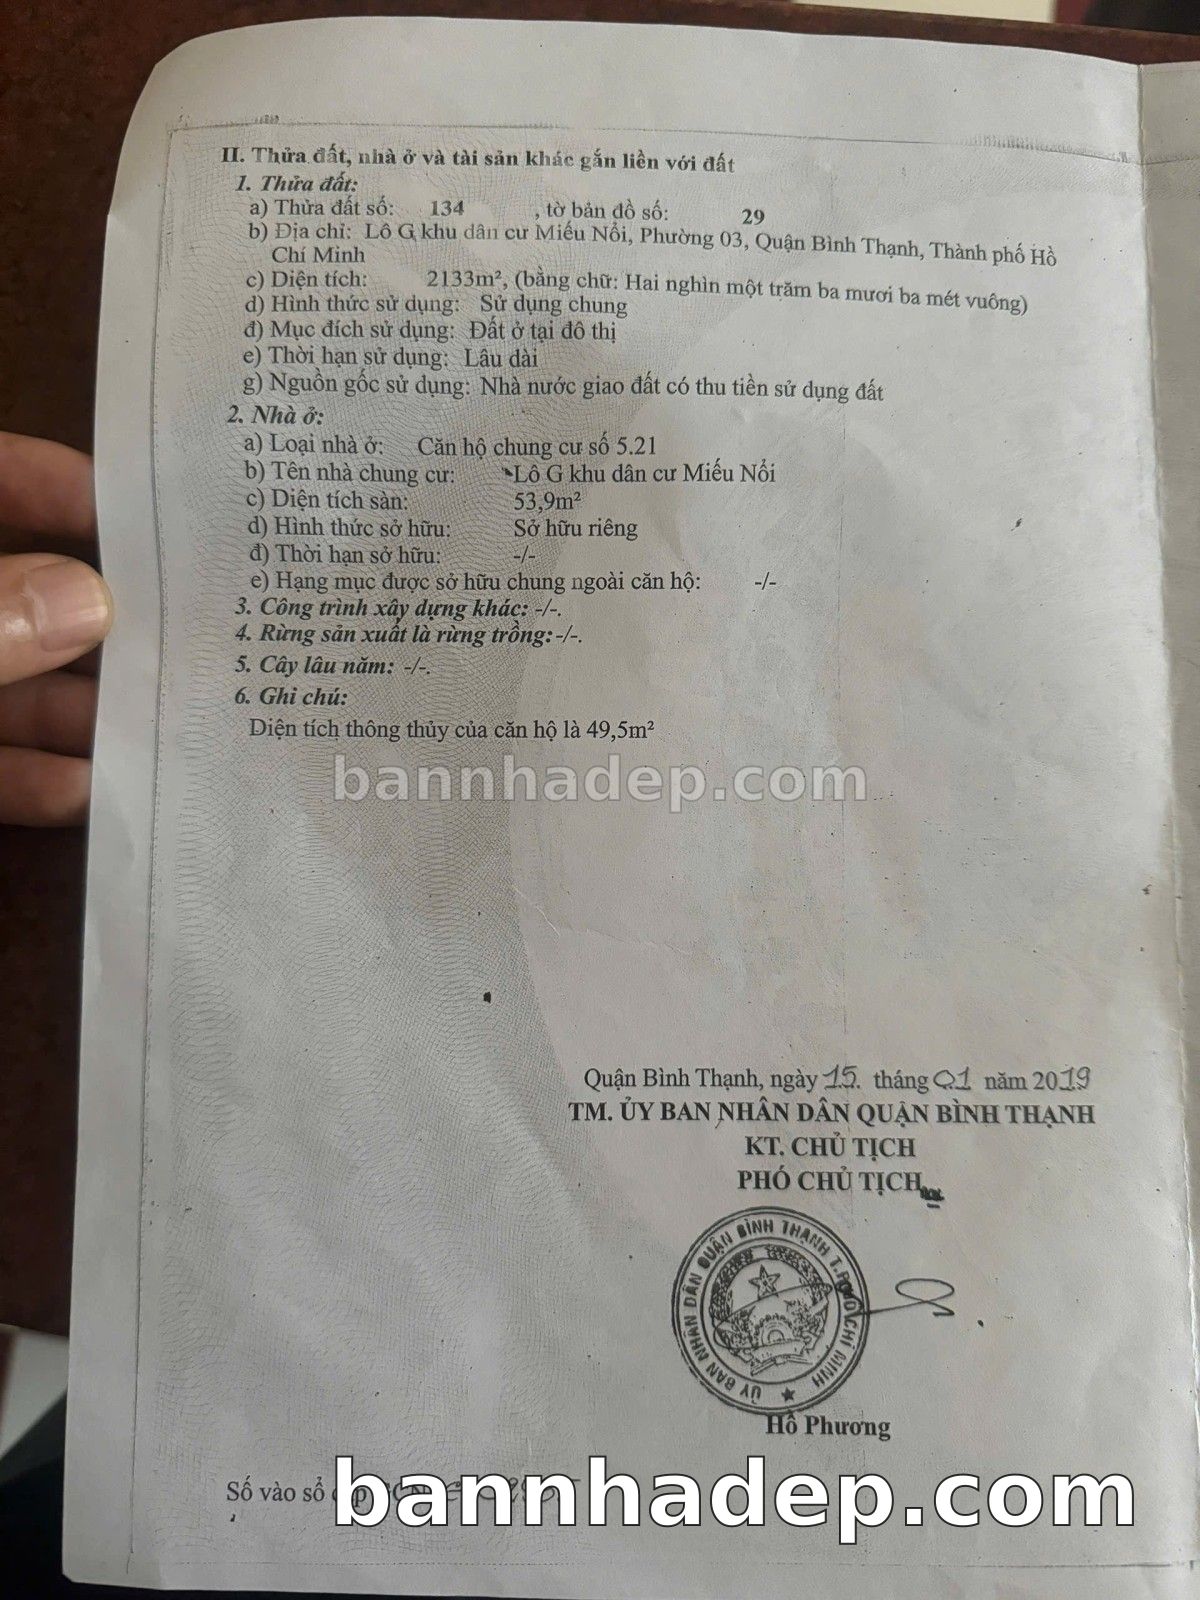 II. Thửa đất, nhà ở và tài sản khác gắn liền với đất
1. Thửa đất:
a) Thửa đất số: 134 , tờ bản đồ số: 29
b) Địa chỉ: Lô G khu dân cư Miếu Nổi, Phường 03, Quận Bình Thạnh, Thành phố Hồ
Chí Minh
c) Diện tích: 2133m², (bằng chữ: Hai nghìn một trăm ba mươi ba mét vuông)
d) Hình thức sử dụng: Sử dụng chung
đ) Mục đích sử dụng: Đất ở tại đô thị
e) Thời hạn sử dụng: Lâu dài
g) Nguồn gốc sử dụng: Nhà nước giao đất có thu tiền sử dụng đất
2. Nhà ở:
a) Loại nhà ở: Căn hộ chung cư số 5.21
b) Tên nhà chung cư: Lô G khu dân cư Miếu Nổi
c) Diện tích sàn: 53,9m²
d) Hình thức sở hữu: Sở hữu riêng
đ) Thời hạn sở hữu: -/-
e) Hạng mục được sở hữu chung ngoài căn hộ: -/-
3. Công trình xây dựng khác: -/-.
4. Rừng sản xuất là rừng trồng:-/-.
5. Cây lâu năm: -/-.
6. Ghi chú:
Diện tích thông thủy của căn hộ là 49,5m²
bannhadep.com
Quận Bình Thạnh, ngày 15. tháng 01 năm 2019
TM. ỦY BAN NHÂN DÂN QUẬN BÌNH THẠNH
KT. CHỦ TỊCH
PHÓ CHỦ TỊCH
ỦY BAN NHÂN DÂN QUẬN BÌNH THẠNH T.P HỒ CHÍ MINH
Hồ Phương
Số vào sổ
bannhadep.com